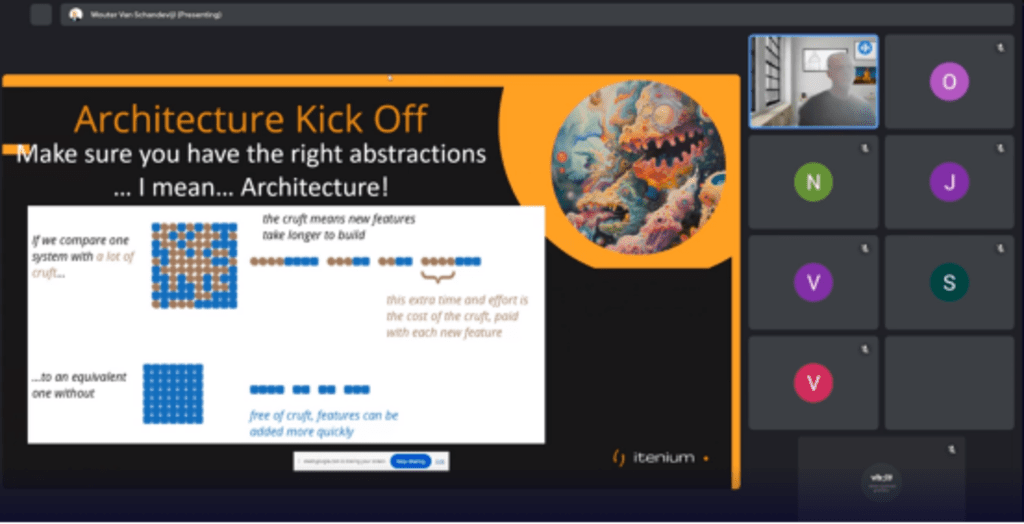 Wouter Van Schandevijl (Presenting)
Architecture Kick Off
Make sure you have the right abstractions
... I mean... Architecture!
If we compare one
system with a lot of
cruft...
the cruft means new features
take longer to build
this extra time and effort is
the cost of the cruft, paid
with each new feature
...to an equivalent
one without
free of cruft, features can be
added more quickly
Stop sharing
Hide
itenium
O
N
J
V
S
V